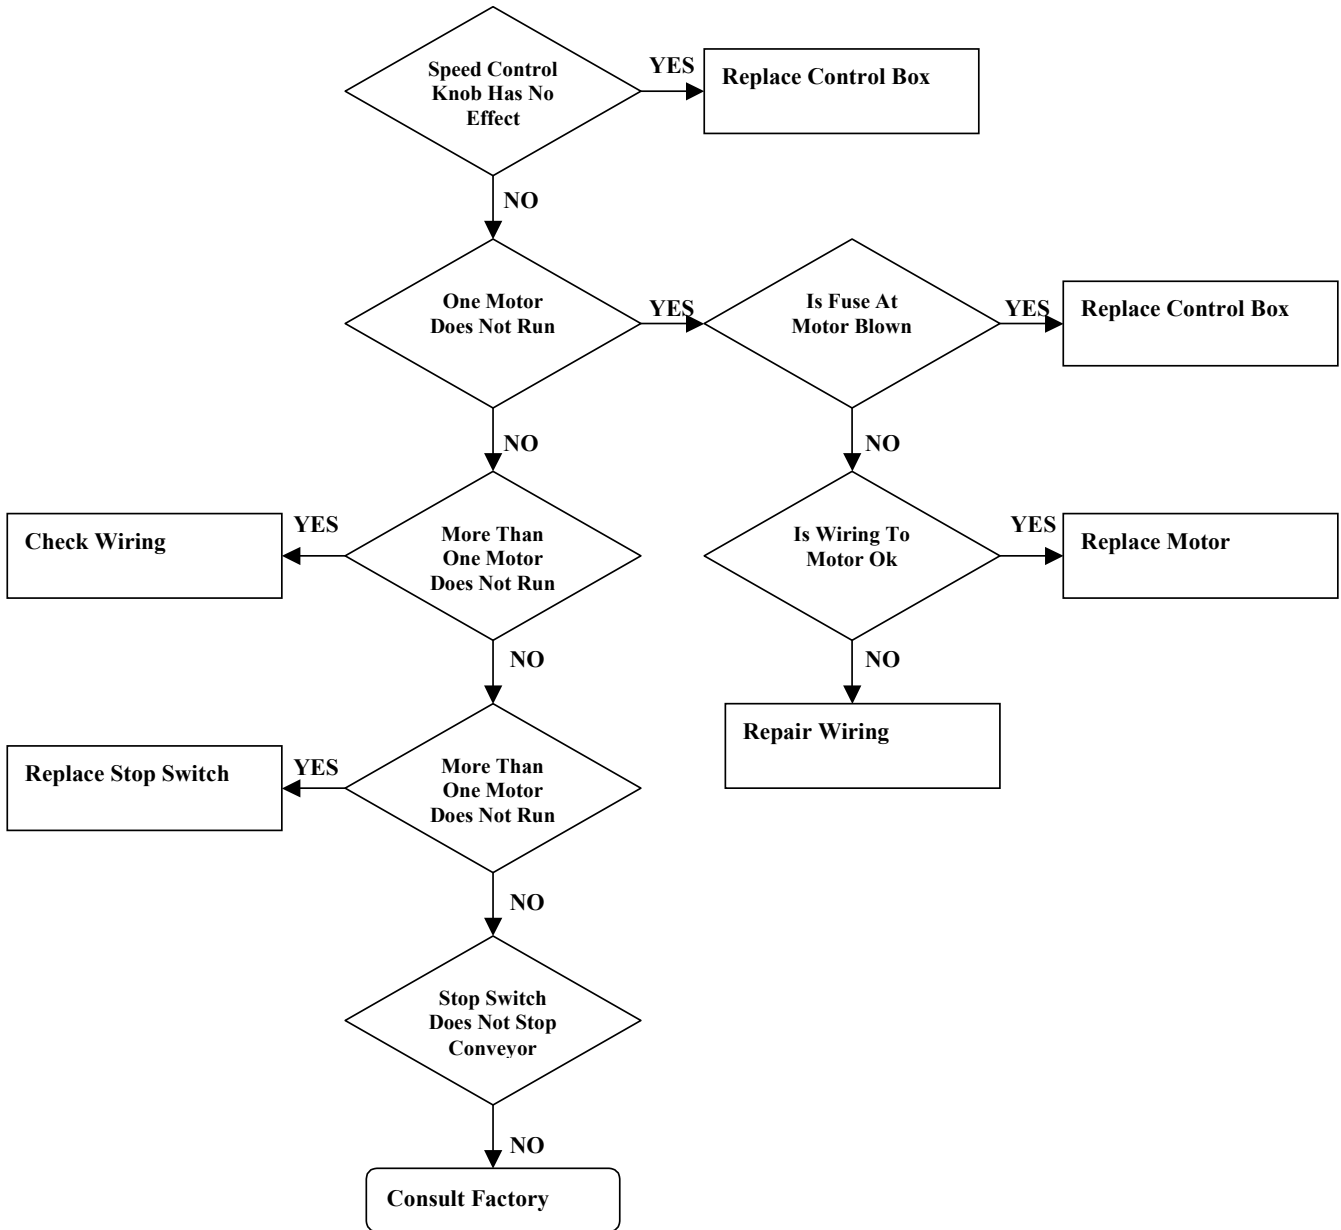 Speed Control
Knob Has No
Effect
YES
Replace Control Box
NO
One Motor
Does Not Run
YES
Is Fuse At
Motor Blown
YES
Replace Control Box
NO
NO
Check Wiring
YES
More Than
One Motor
Does Not Run
Is Wiring To
Motor Ok
YES
Replace Motor
NO
NO
Repair Wiring
Replace Stop Switch
YES
More Than
One Motor
Does Not Run
NO
Stop Switch
Does Not Stop
Conveyor
NO
Consult Factory